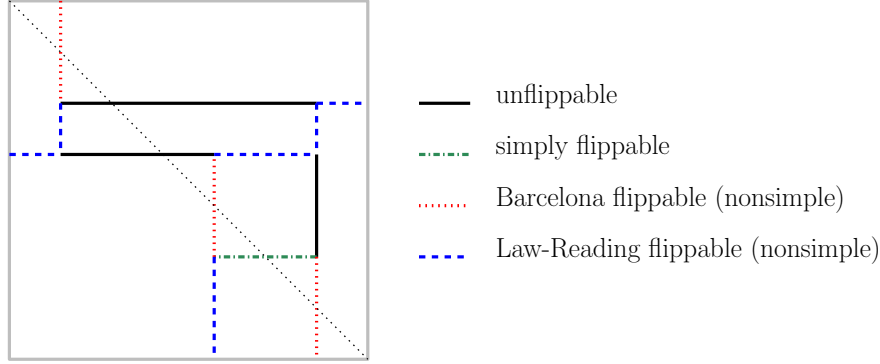 unflippable
simply flippable
Barcelona flippable (nonsimple)
Law-Reading flippable (nonsimple)